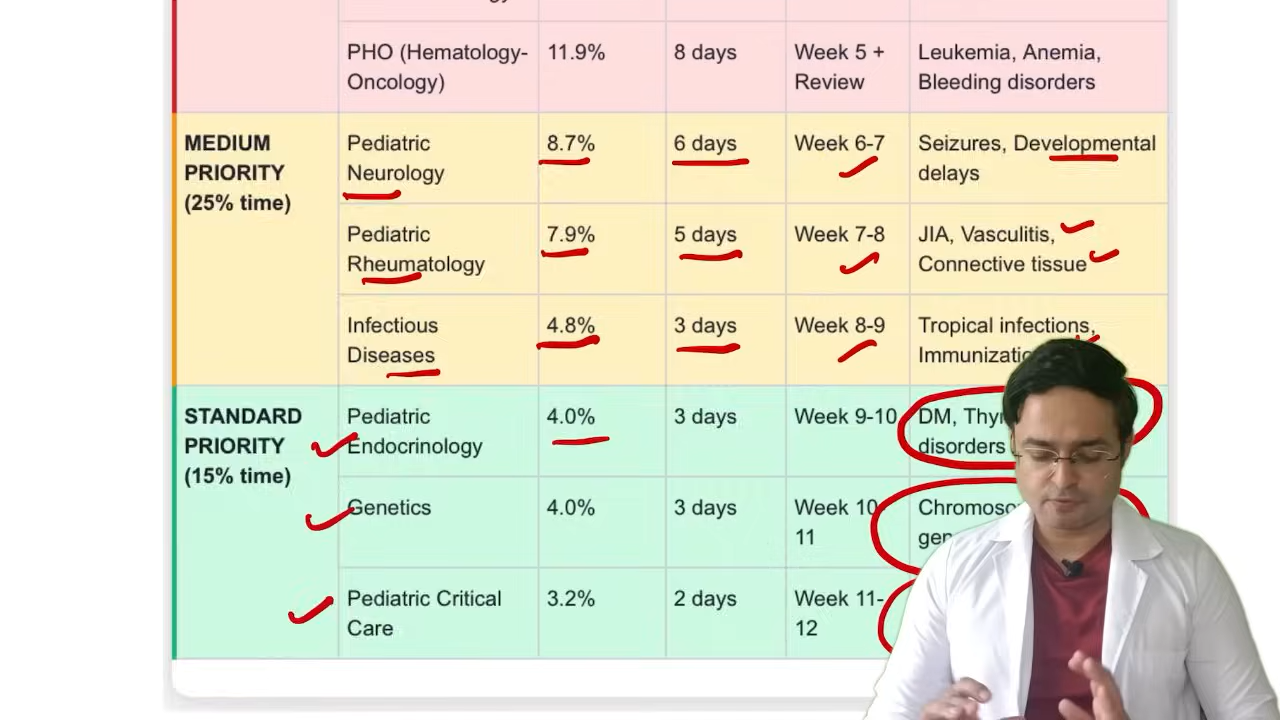 PHO (Hematology-
Oncology)
11.9%
8 days
Week 5 +
Review
Leukemia, Anemia,
Bleeding disorders
MEDIUM
PRIORITY
(25% time)
Pediatric
Neurology
8.7%
6 days
Week 6-7
Seizures, Developmental
delays
Pediatric
Rheumatology
7.9%
5 days
Week 7-8
JIA, Vasculitis,
Connective tissue
Infectious
Diseases
4.8%
3 days
Week 8-9
Tropical infections,
STANDARD
PRIORITY
(15% time)
Pediatric
Endocrinology
4.0%
3 days
Week 9-10
DM,
disorders
Genetics
4.0%
3 days
Week 10-
11
Pediatric Critical
Care
3.2%
2 days
Week 11-
12